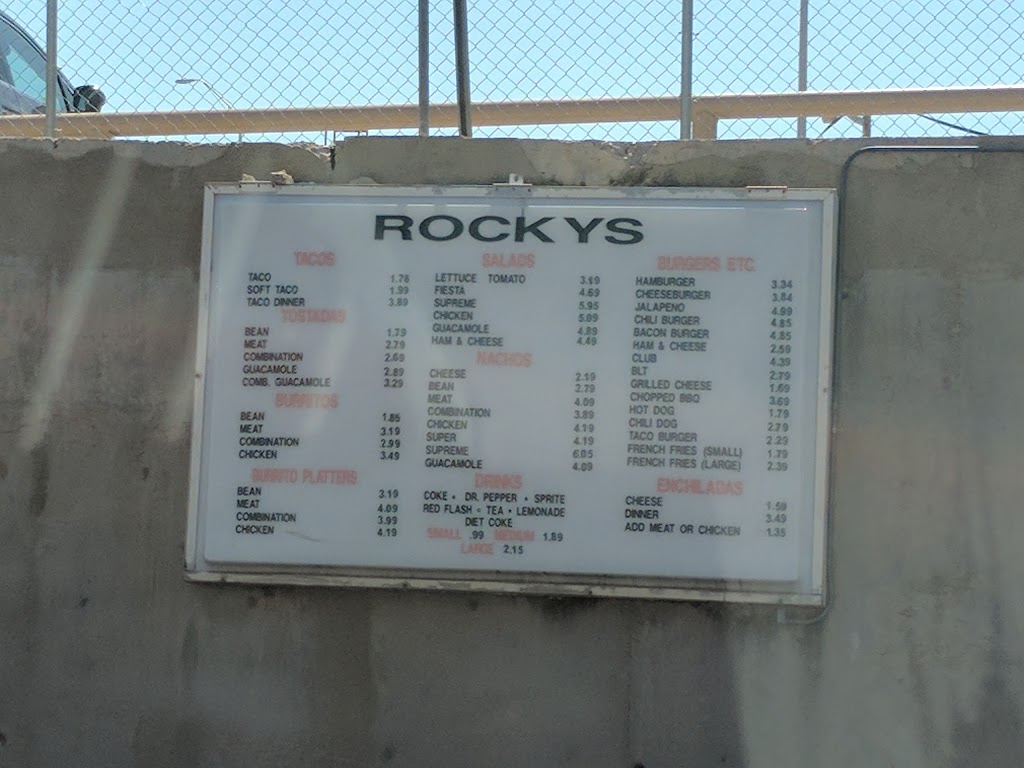 ROCKYS
TACOS
TACO 1.76
SOFT TACO 1.99
TACO DINNER 3.89
TOSTADAS
BEAN 1.79
MEAT 2.79
COMBINATION 2.69
GUACAMOLE 2.89
COMB. GUACAMOLE 3.29
BURRITOS
BEAN 1.85
MEAT 3.19
COMBINATION 2.99
CHICKEN 3.49
BURRITO PLATTERS
BEAN 3.19
MEAT 4.09
COMBINATION 3.99
CHICKEN 4.19
SALADS
LETTUCE TOMATO 3.19
FIESTA 4.69
SUPREME 5.95
CHICKEN 5.09
GUACAMOLE 4.89
HAM & CHEESE 4.49
NACHOS
CHEESE 2.19
BEAN 2.79
MEAT 4.09
COMBINATION 3.89
CHICKEN 4.19
SUPER 4.19
SUPREME 6.05
GUACAMOLE 4.09
DRINKS
COKE • DR. PEPPER • SPRITE
RED FLASH • TEA • LEMONADE
DIET COKE
SMALL .99 MEDIUM 1.89
LARGE 2.15
BURGERS ETC.
HAMBURGER 3.34
CHEESEBURGER 3.84
JALAPENO 4.99
CHILI BURGER 4.85
BACON BURGER 4.85
HAM & CHEESE 2.59
CLUB 4.39
BLT 2.79
GRILLED CHEESE 1.69
CHOPPED BBQ 3.69
HOT DOG 1.79
CHILI DOG 2.79
TACO BURGER 2.29
FRENCH FRIES (SMALL) 1.79
FRENCH FRIES (LARGE) 2.39
ENCHILADAS
CHEESE 1.59
DINNER 3.49
ADD MEAT OR CHICKEN 1.35